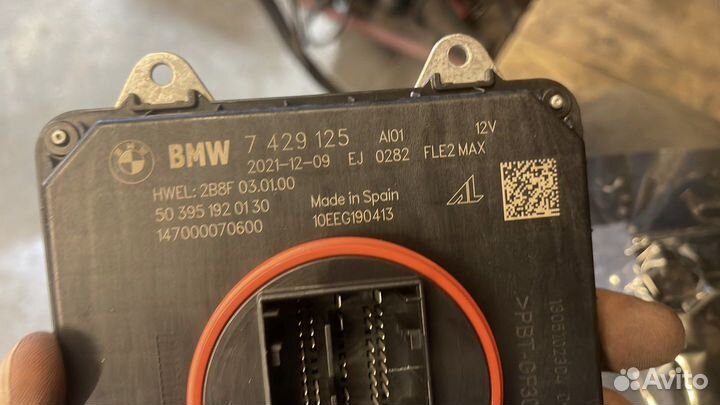 BMW 7 429 125 AI01 12V
2021-12-09 EJ 0282 FLE2 MAX
HWEL: 2B8F 03.01.00
50 395 192 01 30 Made in Spain
147000070600 10EEG190413
>PBT-GF30
1305102304
Avito